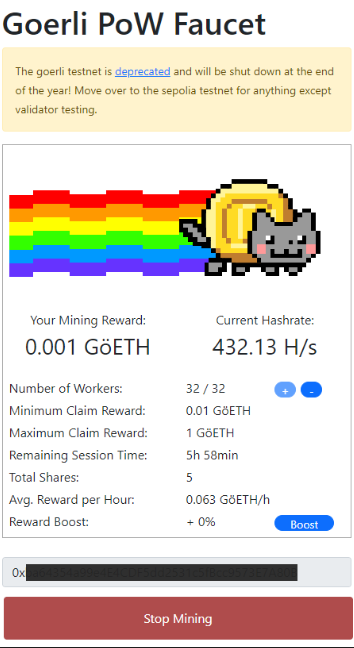 Goerli PoW Faucet
The goerli testnet is deprecated and will be shut down at the end
of the year! Move over to the sepolia testnet for anything except
validator testing.
Your Mining Reward: Current Hashrate:
0.001 GöETH 432.13 H/s
Number of Workers: 32 / 32 + -
Minimum Claim Reward: 0.01 GöETH
Maximum Claim Reward: 1 GöETH
Remaining Session Time: 5h 58min
Total Shares: 5
Avg. Reward per Hour: 0.063 GöETH/h
Reward Boost: + 0% Boost
0x
Stop Mining